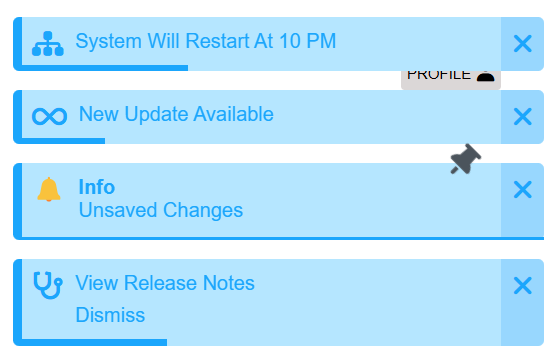 System Will Restart At 10 PM
PROFILE
New Update Available
Info
Unsaved Changes
View Release Notes
Dismiss